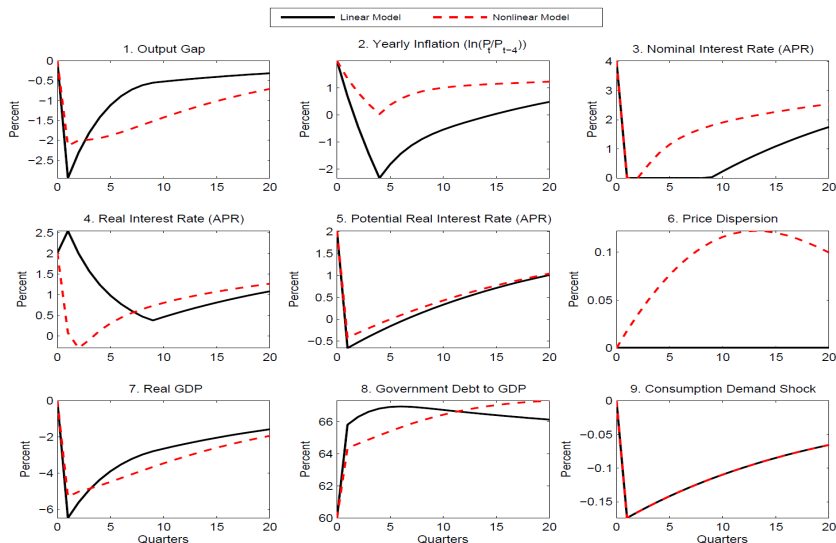 Linear Model Nonlinear Model
1. Output Gap
0
-0.5
-1
-1.5
-2
-2.5
Percent
0 5 10 15 20
2. Yearly Inflation (ln(P_t/P_{t-4}))
1
0
-1
-2
Percent
0 5 10 15 20
3. Nominal Interest Rate (APR)
4
3
2
1
0
Percent
0 5 10 15 20
4. Real Interest Rate (APR)
2.5
2
1.5
1
0.5
0
Percent
0 5 10 15 20
5. Potential Real Interest Rate (APR)
2
1.5
1
0.5
0
-0.5
Percent
0 5 10 15 20
6. Price Dispersion
0.1
0.05
0
Percent
0 5 10 15 20
7. Real GDP
0
-2
-4
-6
Percent
0 5 10 15 20
Quarters
8. Government Debt to GDP
66
64
62
60
Percent
0 5 10 15 20
Quarters
9. Consumption Demand Shock
0
-0.05
-0.1
-0.15
Percent
0 5 10 15 20
Quarters